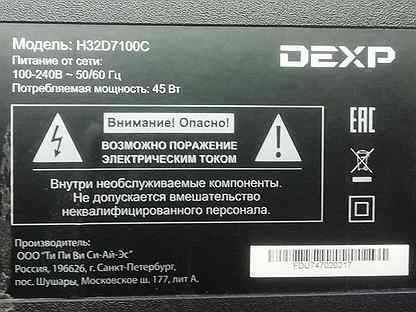 Модель: H32D7100C
DEXP
Питание от сети:
100-240В ~ 50/60 Гц
Потребляемая мощность: 45 Вт
Внимание! Опасно!
ВОЗМОЖНО ПОРАЖЕНИЕ
ЭЛЕКТРИЧЕСКИМ ТОКОМ
EAC
Внутри необслуживаемые компоненты.
Не допускается вмешательство
неквалифицированного персонала.
Производитель:
ООО "Ти Пи Ви Си-Ай-Эс"
Россия, 196626, г. Санкт-Петербург,
пос. Шушары, Московское ш. 177, лит А.